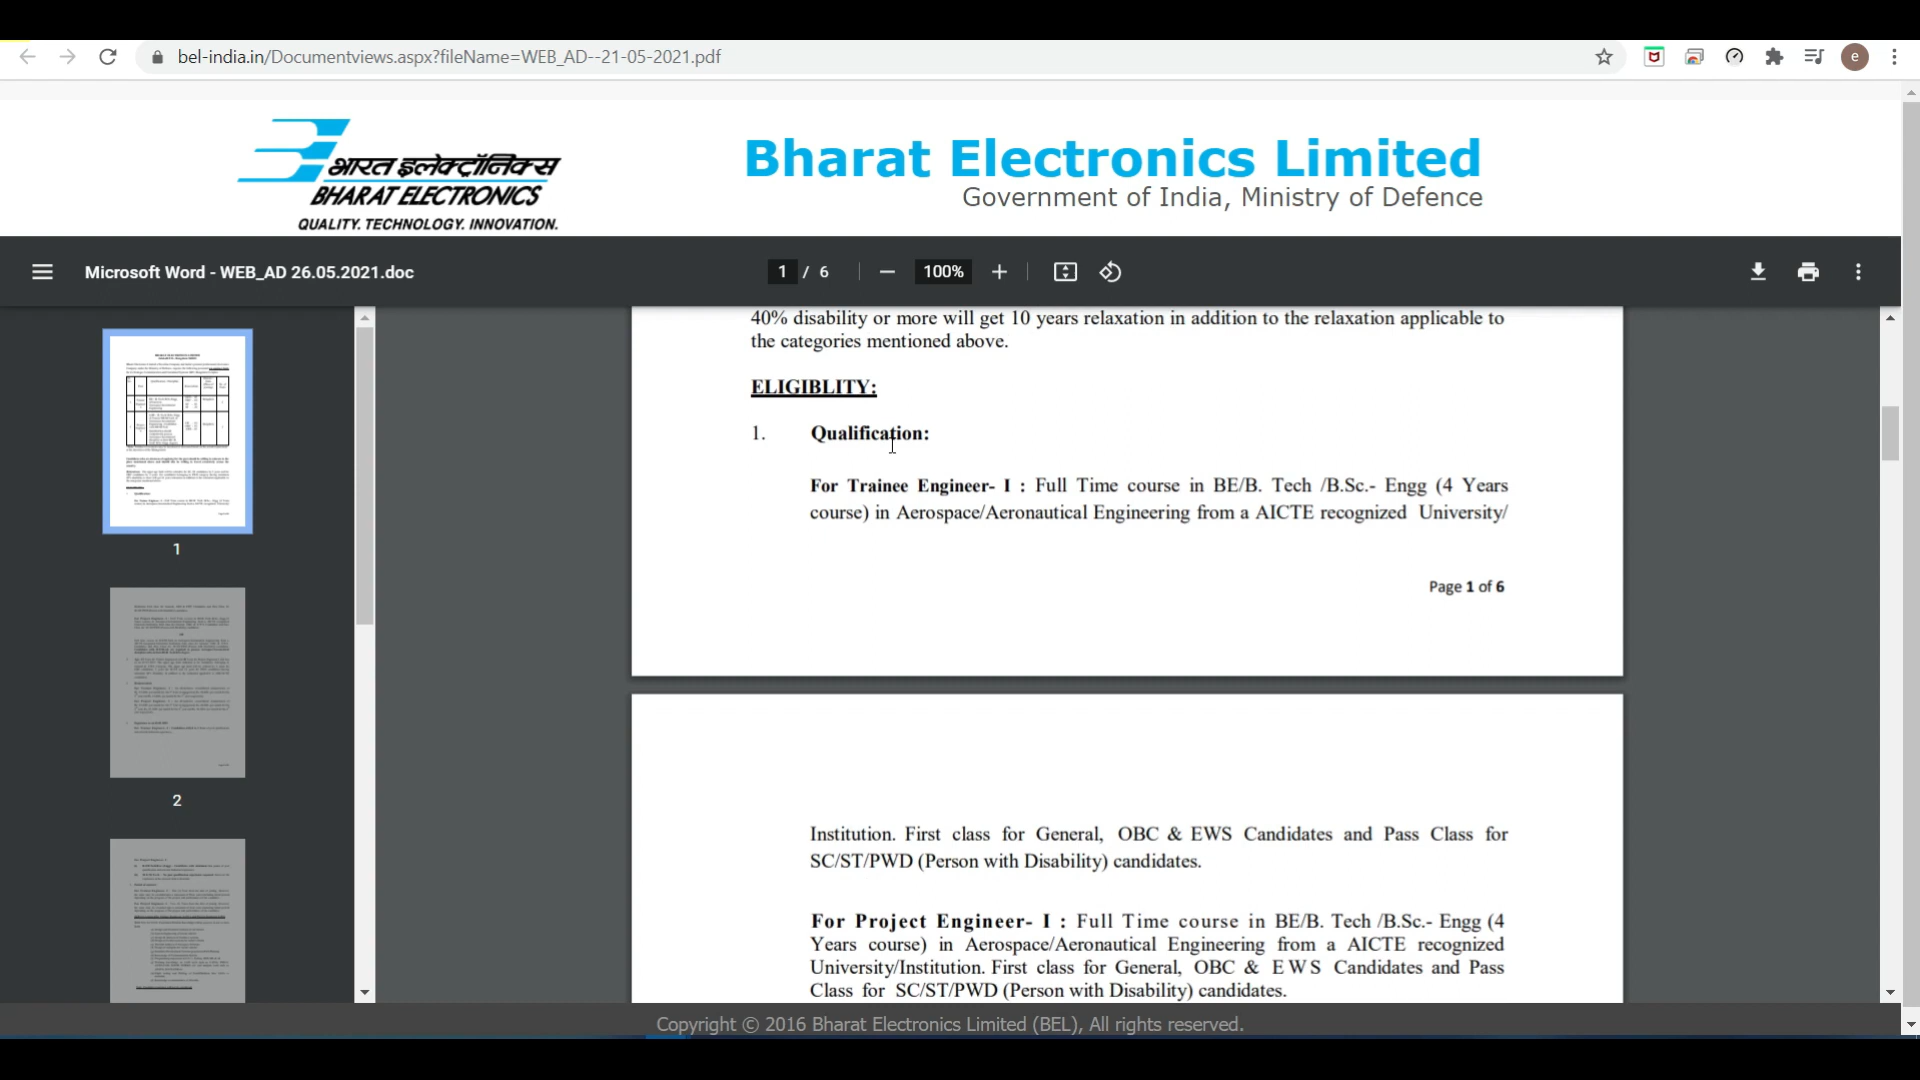 bel-india.in/Documentviews.aspx?fileName=WEB_AD--21-05-2021.pdf
e
भारत इलेक्ट्रॉनिक्स
BHARAT ELECTRONICS
QUALITY. TECHNOLOGY. INNOVATION.
Bharat Electronics Limited
Government of India, Ministry of Defence
Microsoft Word - WEB_AD 26.05.2021.doc
1 / 6
100%
40% disability or more will get 10 years relaxation in addition to the relaxation applicable to
the categories mentioned above.
ELIGIBLITY:
1. Qualification:
For Trainee Engineer- I : Full Time course in BE/B. Tech /B.Sc.- Engg (4 Years
course) in Aerospace/Aeronautical Engineering from a AICTE recognized University/
Page 1 of 6
Institution. First class for General, OBC & EWS Candidates and Pass Class for
SC/ST/PWD (Person with Disability) candidates.
For Project Engineer- I : Full Time course in BE/B. Tech /B.Sc.- Engg (4
Years course) in Aerospace/Aeronautical Engineering from a AICTE recognized
University/Institution. First class for General, OBC & EWS Candidates and Pass
Class for SC/ST/PWD (Person with Disability) candidates.
1
2
Copyright © 2016 Bharat Electronics Limited (BEL), All rights reserved.